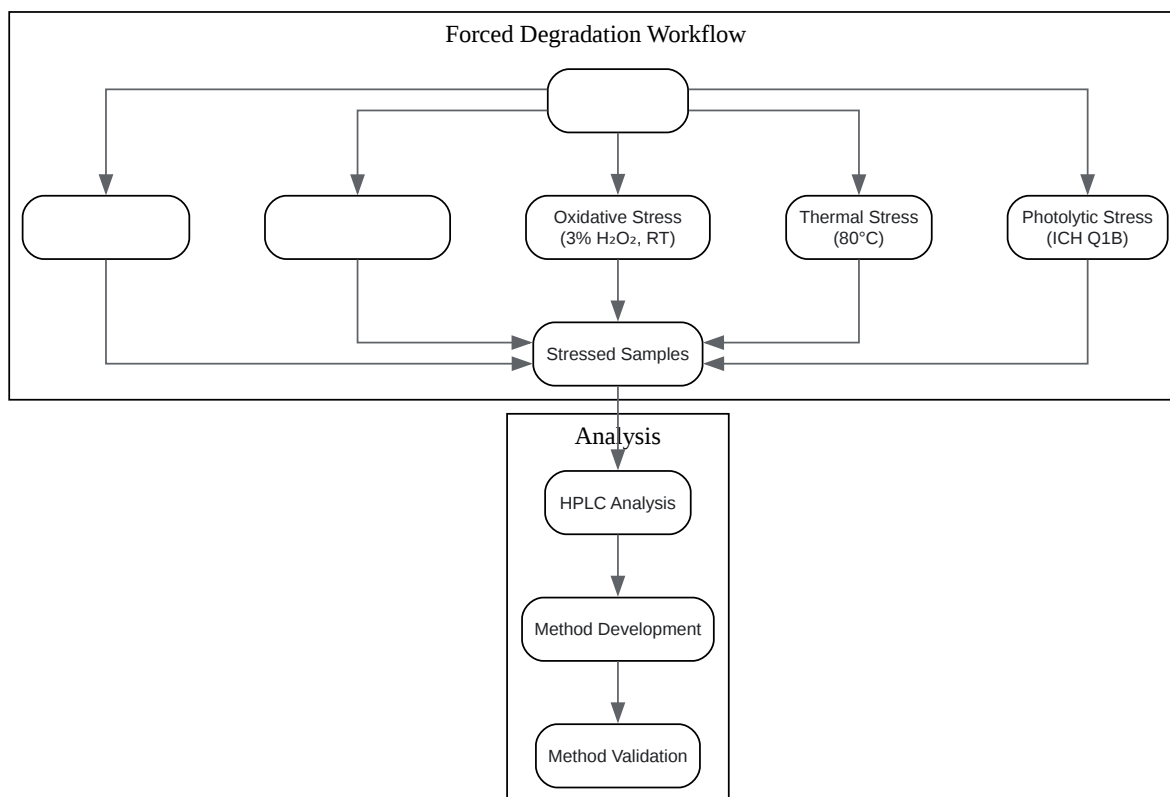 Forced Degradation Workflow
Oxidative Stress
(3% H₂O₂, RT)
Thermal Stress
(80°C)
Photolytic Stress
(ICH Q1B)
Stressed Samples
Analysis
HPLC Analysis
Method Development
Method Validation